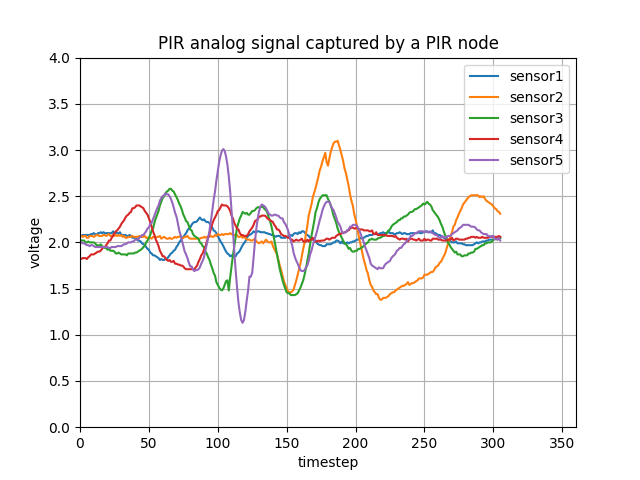 PIR analog signal captured by a PIR node
voltage
4.0
3.5
3.0
2.5
2.0
1.5
1.0
0.5
0.0
sensor1
sensor2
sensor3
sensor4
sensor5
0 50 100 150 200 250 300 350
timestep